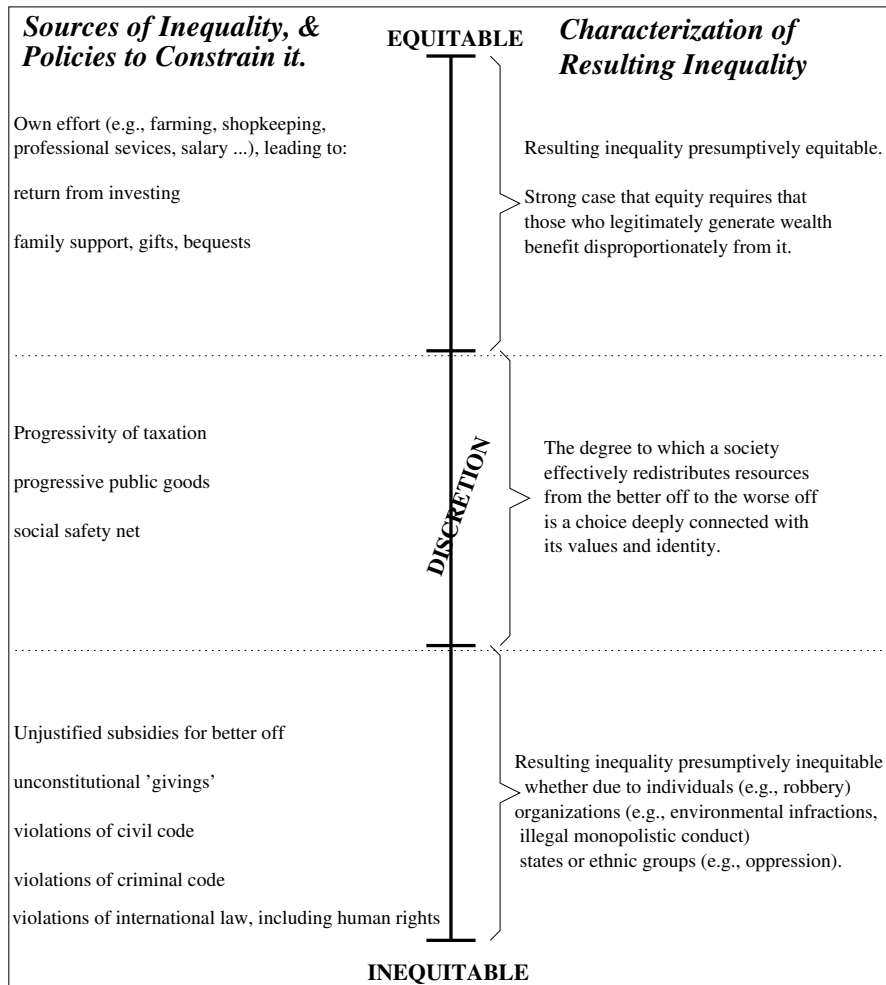 Sources of Inequality, &
Policies to Constrain it.
EQUITABLE
Characterization of
Resulting Inequality
Own effort (e.g., farming, shopkeeping,
professional sevices, salary ...), leading to:
return from investing
family support, gifts, bequests
Resulting inequality presumptively equitable.
Strong case that equity requires that
those who legitimately generate wealth
benefit disproportionately from it.
Progressivity of taxation
progressive public goods
social safety net
DISCRETION
The degree to which a society
effectively redistributes resources
from the better off to the worse off
is a choice deeply connected with
its values and identity.
Unjustified subsidies for better off
unconstitutional 'givings'
violations of civil code
violations of criminal code
violations of international law, including human rights
Resulting inequality presumptively inequitable
whether due to individuals (e.g., robbery)
organizations (e.g., environmental infractions,
illegal monopolistic conduct)
states or ethnic groups (e.g., oppression).
INEQUITABLE